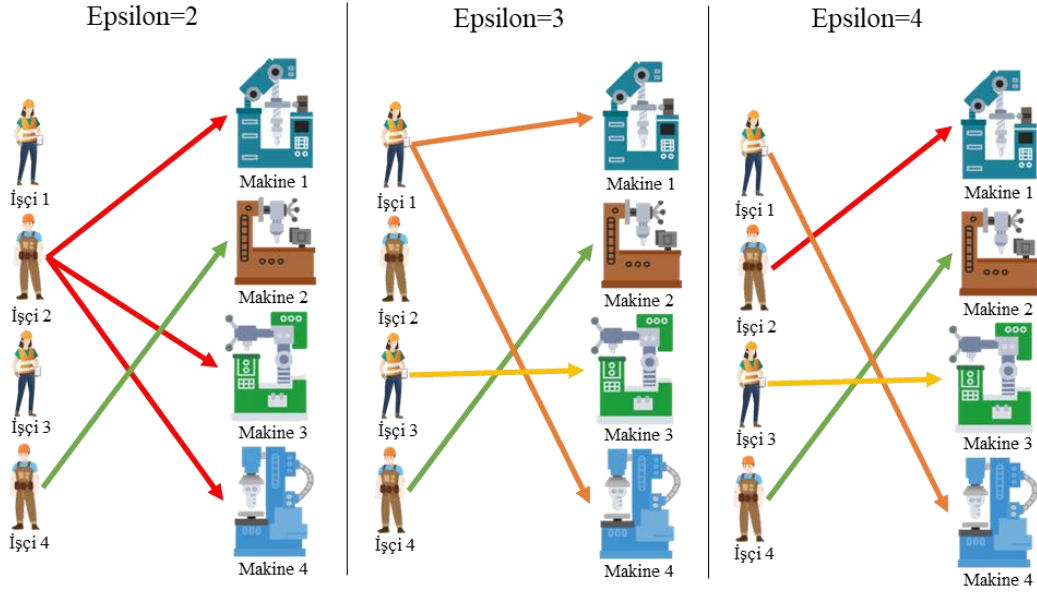 Epsilon=2
İşçi 1
İşçi 2
İşçi 3
İşçi 4
Makine 1
Makine 2
Makine 3
Makine 4
Epsilon=3
İşçi 1
İşçi 2
İşçi 3
İşçi 4
Makine 1
Makine 2
Makine 3
Makine 4
Epsilon=4
İşçi 1
İşçi 2
İşçi 3
İşçi 4
Makine 1
Makine 2
Makine 3
Makine 4